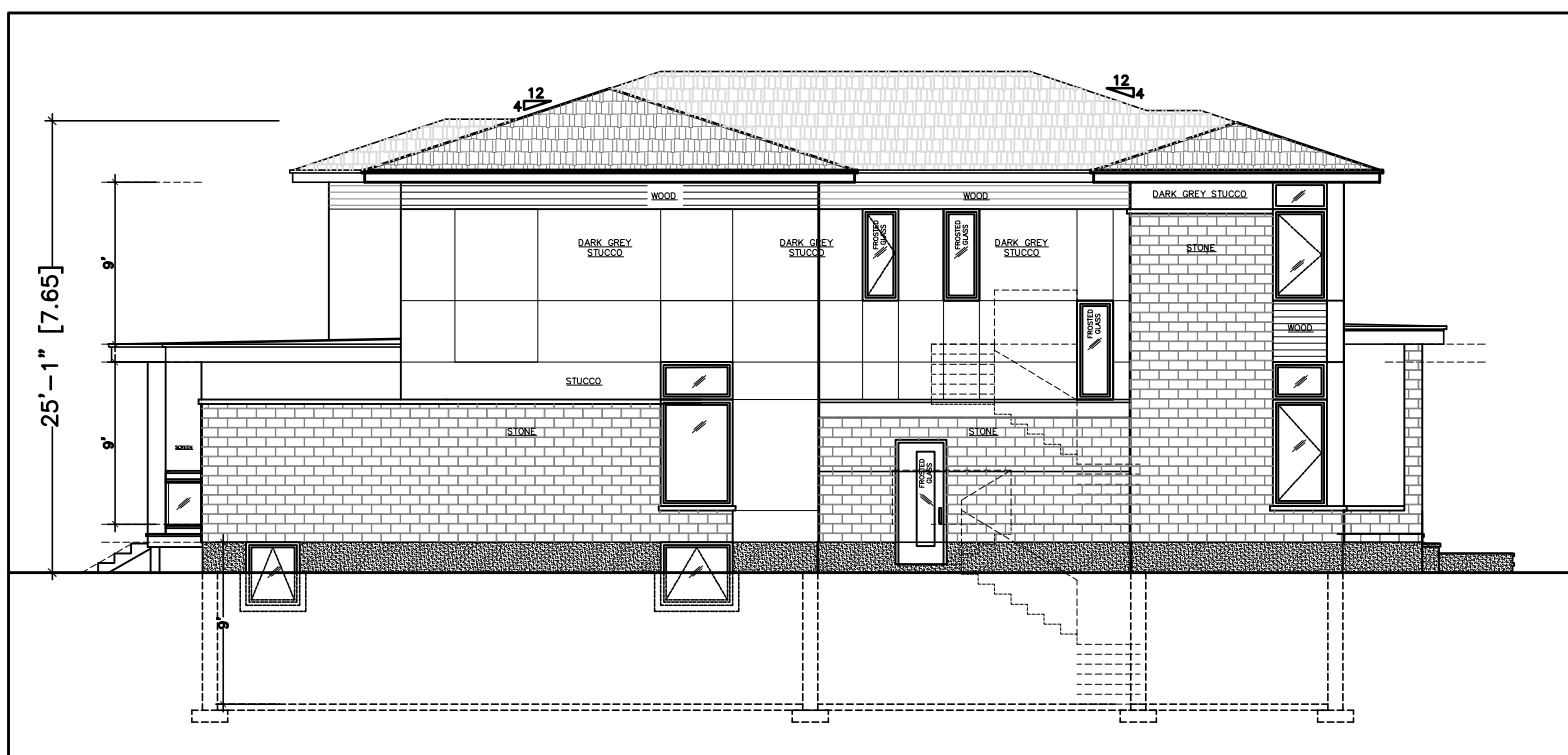 12
4
12
4
WOOD
WOOD
DARK GREY STUCCO
DARK GREY
STUCCO
DARK GREY
STUCCO
FROSTED
GLASS
FROSTED
GLASS
DARK GREY
STUCCO
STONE
9'
25'-1" [7.65]
FROSTED
GLASS
WOOD
STUCCO
9'
SCREEN
STONE
STONE
FROSTED
GLASS
9'